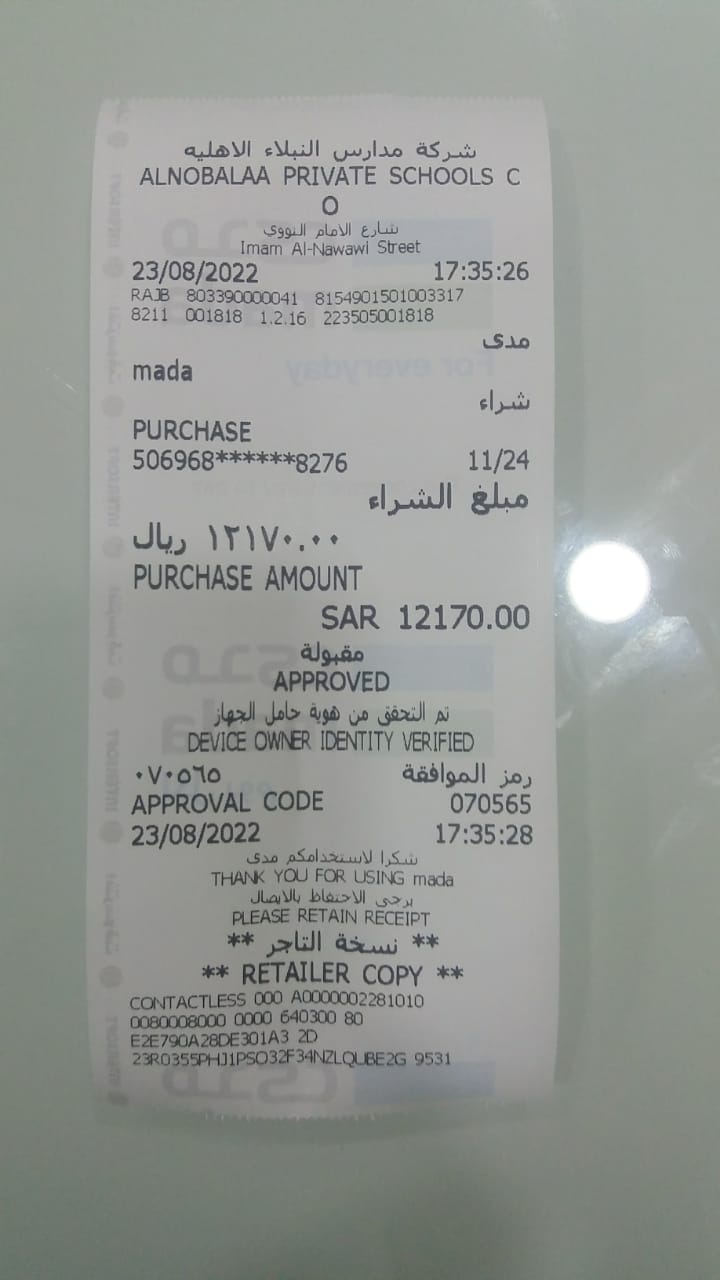 شركة مدارس النبلاء الاهليه
ALNOBALAA PRIVATE SCHOOLS C
O
شارع الامام النووي
Imam Al-Nawawi Street
23/08/2022 17:35:26
RAJB 803390000041 8154901501003317
8211 001818 1.2.16 223505001818
مدى
mada
شراء
PURCHASE
506968******8276 11/24
مبلغ الشراء
١٢١٧٠.٠٠ ريال
PURCHASE AMOUNT
SAR 12170.00
مقبولة
APPROVED
تم التحقق من هوية حامل الجهاز
DEVICE OWNER IDENTITY VERIFIED
رمز الموافقة ٠٧٠٥٦٥
APPROVAL CODE 070565
23/08/2022 17:35:28
شكرا لاستخدامكم مدى
THANK YOU FOR USING mada
يرجى الاحتفاظ بالايصال
PLEASE RETAIN RECEIPT
** نسخة التاجر **
** RETAILER COPY **
CONTACTLESS 000 A0000002281010
0080008000 0000 640300 80
E2E790A28DE301A3 2D
23R0355PHJ1PSO32F34NZLQUBE2G 9531